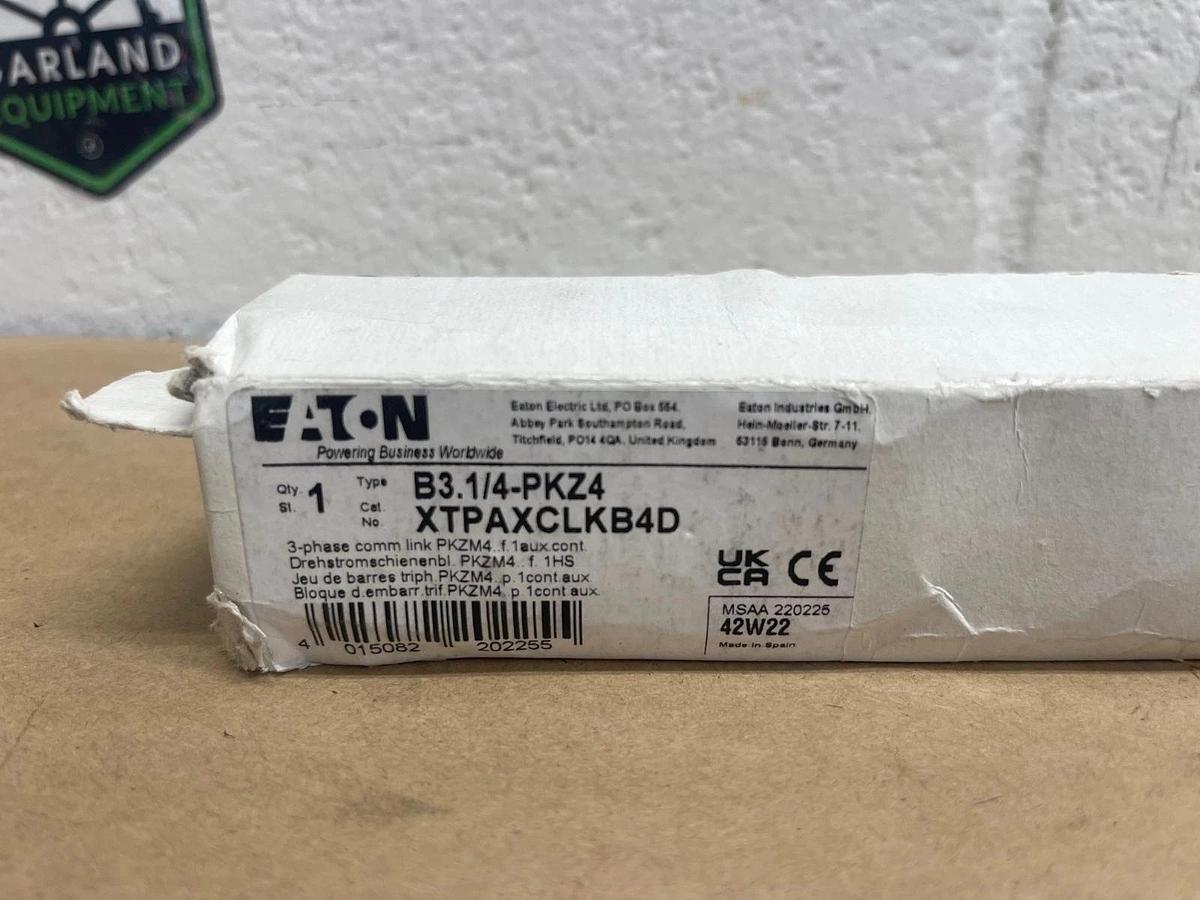 ARLAND
EQUIPMENT
EATON
Powering Business Worldwide
Eaton Electric Ltd, PO Box 554.
Abbey Park Southampton Road,
Titchfield, PO14 4QA. United Kingdom
Eaton Industries GmbH.
Hein-Moeller-Str. 7-11.
53115 Bonn, Germany
Qty. 1
St.
Type B3.1/4-PKZ4
Cat. No. XTPAXCLKB4D
3-phase comm link PKZM4..f.1aux.cont.
Drehstromschienenbl. PKZM4.. f. 1HS
Jeu de barres triph.PKZM4..p.1cont.aux.
Bloque d.embarr.trif.PKZM4..p.1cont.aux.
4 015082 202255
UK
CA CE
MSAA 220225
42W22
Made in Spain